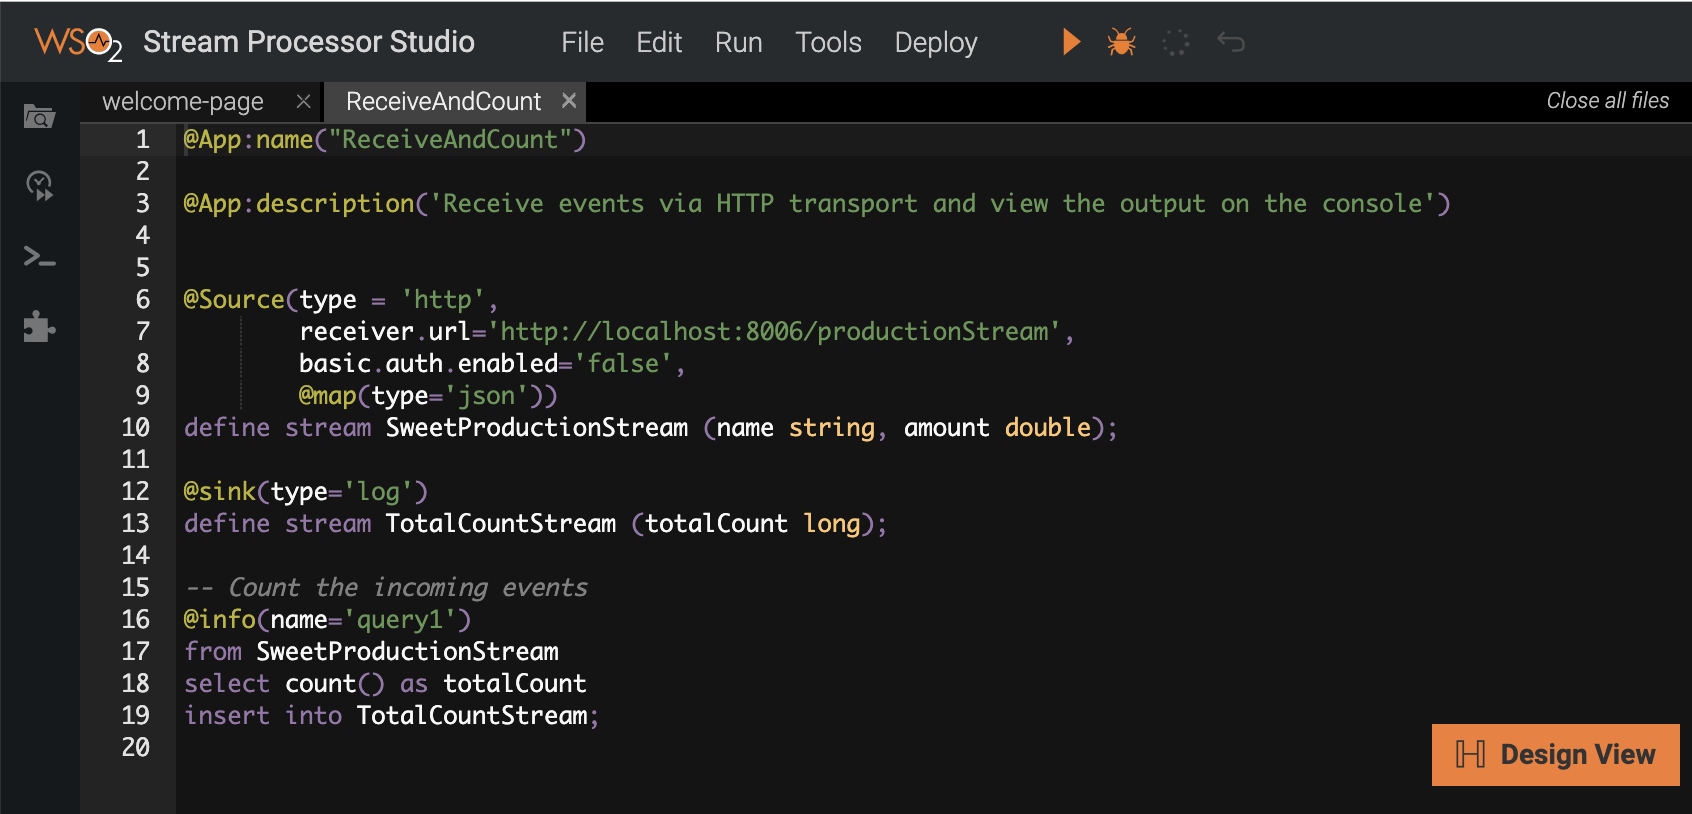 WSO2 Stream Processor Studio File Edit Run Tools Deploy
welcome-page × ReceiveAndCount × Close all files
1 @App:name("ReceiveAndCount")
2
3 @App:description('Receive events via HTTP transport and view the output on the console')
4
5
6 @Source(type = 'http',
7 receiver.url='http://localhost:8006/productionStream',
8 basic.auth.enabled='false',
9 @map(type='json'))
10 define stream SweetProductionStream (name string, amount double);
11
12 @sink(type='log')
13 define stream TotalCountStream (totalCount long);
14
15 -- Count the incoming events
16 @info(name='query1')
17 from SweetProductionStream
18 select count() as totalCount
19 insert into TotalCountStream;
20
Design View